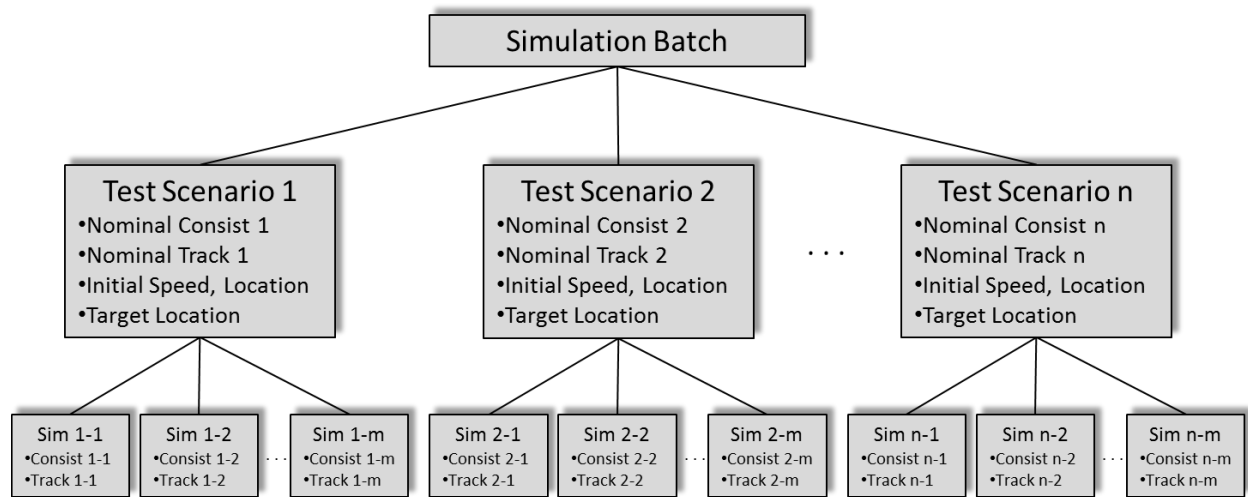 Simulation Batch
Test Scenario 1
•Nominal Consist 1
•Nominal Track 1
•Initial Speed, Location
•Target Location
Test Scenario 2
•Nominal Consist 2
•Nominal Track 2
•Initial Speed, Location
•Target Location
. . .
Test Scenario n
•Nominal Consist n
•Nominal Track n
•Initial Speed, Location
•Target Location
Sim 1-1
•Consist 1-1
•Track 1-1
Sim 1-2
•Consist 1-2
•Track 1-2
. . .
Sim 1-m
•Consist 1-m
•Track 1-m
Sim 2-1
•Consist 2-1
•Track 2-1
Sim 2-2
•Consist 2-2
•Track 2-2
. . .
Sim 2-m
•Consist 2-m
•Track 2-m
Sim n-1
•Consist n-1
•Track n-1
Sim n-2
•Consist n-2
•Track n-2
. . .
Sim n-m
•Consist n-m
•Track n-m